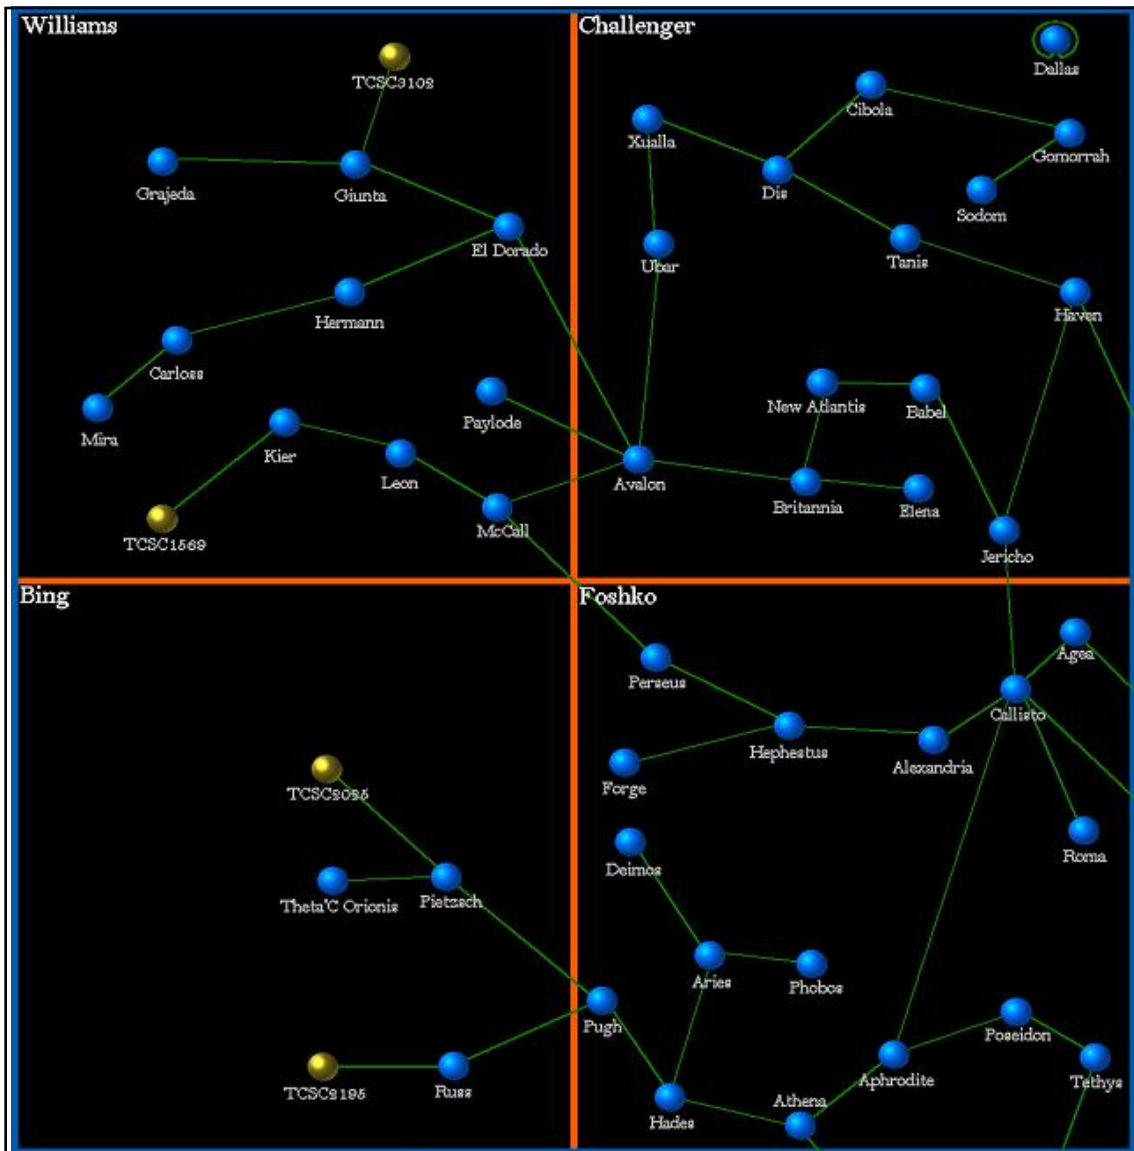 Williams
TCSC3102
Grajeda
Giunta
El Dorado
Hermann
Carloss
Mira
Paylode
Kier
Leon
McCall
TCSC1569
Challenger
Dallas
Cibola
Xualla
Gomorrah
Dis
Sodom
Ubar
Tanis
Haven
New Atlantis
Babel
Avalon
Britannia
Elena
Jericho
Bing
TCSC2025
Theta'C Orionis
Pietzsch
TCSC2195
Russ
Foshko
Agea
Perseus
Callisto
Hephestus
Alexandria
Forge
Roma
Deimos
Aries
Phobos
Pugh
Poseidon
Aphrodite
Tethys
Athena
Hades